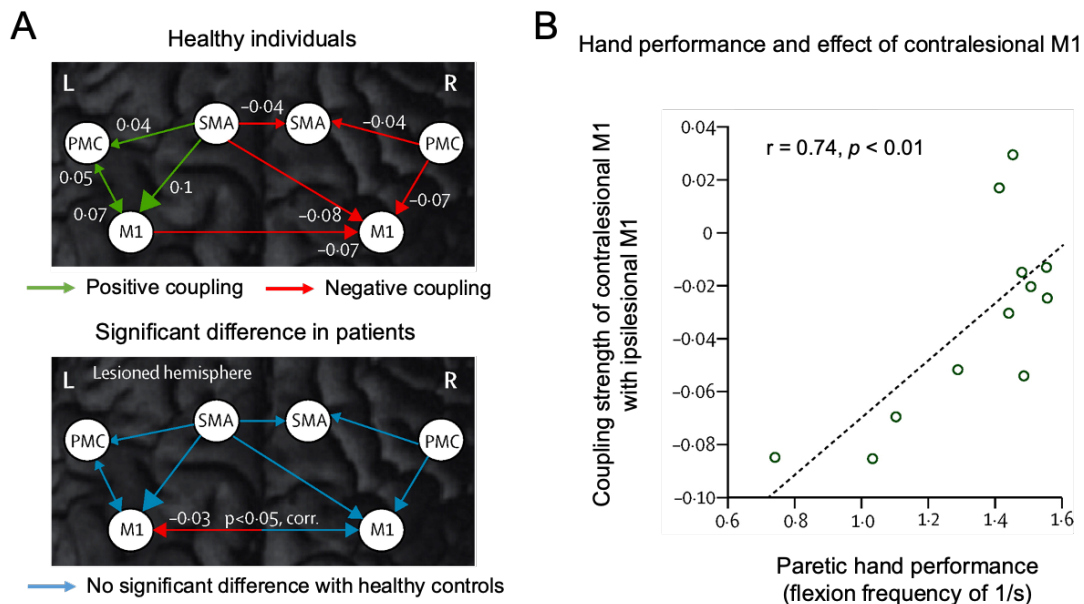 A
Healthy individuals
L
R
–0·04
0·04
SMA
SMA
–0·04
PMC
PMC
0·05
0·1
–0·07
0·07
–0·08
M1
M1
–0·07
Positive coupling
Negative coupling
Significant difference in patients
L
Lesioned hemisphere
R
SMA
SMA
PMC
PMC
–0·03
p<0·05, corr.
M1
M1
No significant difference with healthy controls
B
Hand performance and effect of contralesional M1
Coupling strength of contralesional M1
with ipsilesional M1
0·04
0·02
0
–0·02
–0·04
–0·06
–0·08
–0·10
r = 0.74, p < 0.01
0·6
0·8
1·0
1·2
1·4
1·6
Paretic hand performance
(flexion frequency of 1/s)